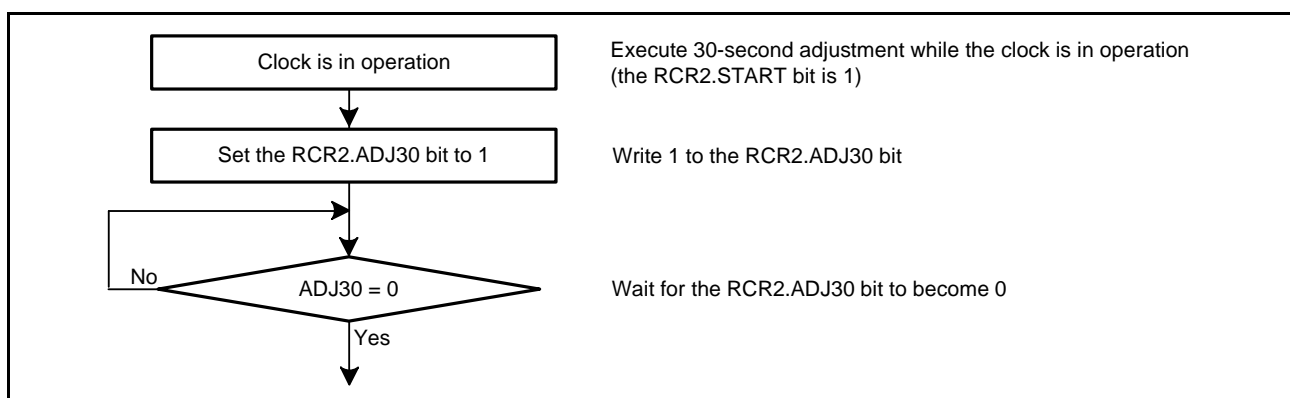 Clock is in operation
Execute 30-second adjustment while the clock is in operation
(the RCR2.START bit is 1)
Set the RCR2.ADJ30 bit to 1
Write 1 to the RCR2.ADJ30 bit
No
ADJ30 = 0
Wait for the RCR2.ADJ30 bit to become 0
Yes